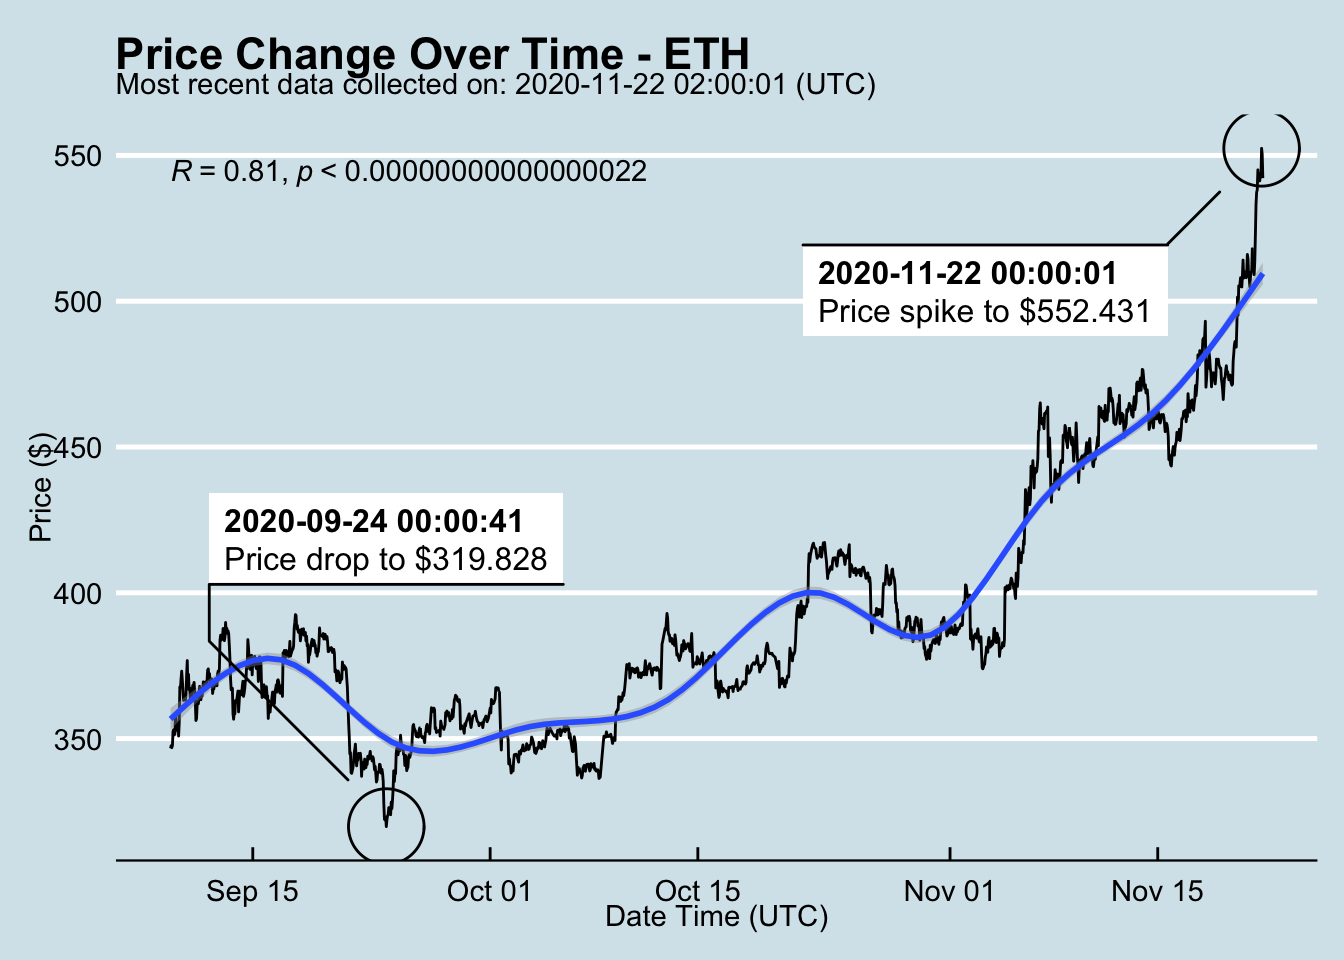 Price Change Over Time - ETH
Most recent data collected on: 2020-11-22 02:00:01 (UTC)
R = 0.81, p < 0.00000000000000022
550
500
450
400
350
Price ($)
2020-11-22 00:00:01
Price spike to $552.431
2020-09-24 00:00:41
Price drop to $319.828
Sep 15
Oct 01
Oct 15
Nov 01
Nov 15
Date Time (UTC)